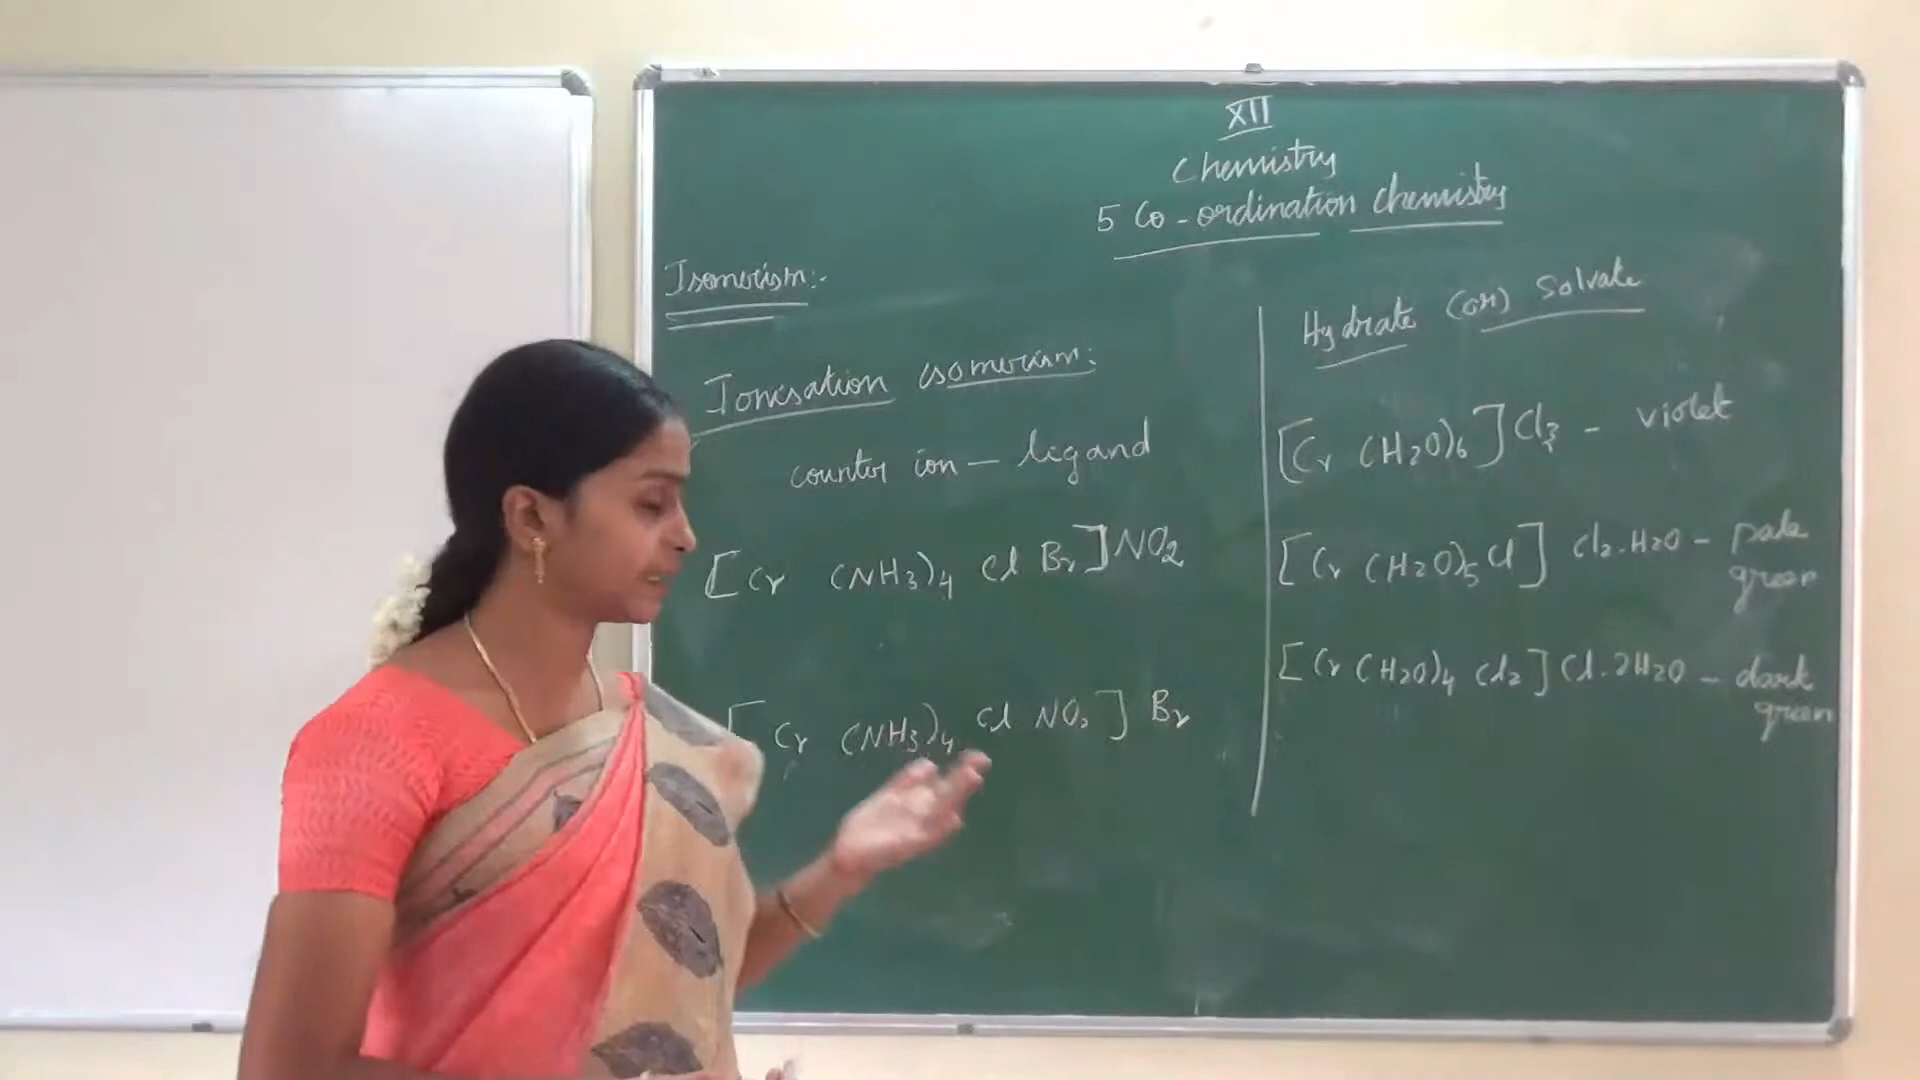 XII
Chemistry
5 Co-ordination Chemistry
Isomerism:-
Ionisation isomerism:
counter ion - ligand
[Cr (NH3)4 Cl Br] NO2
[Cr (NH3)4 Cl NO2] Br
Hydrate (or) Solvate
[Cr (H2O)6] Cl3 - violet
[Cr (H2O)5 Cl] Cl2.H2O - pale
green
[Cr (H2O)4 Cl2] Cl.2H2O - dark
green